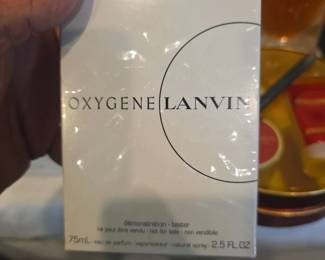 OXYGENE LANVIN
démonstration - tester
ne peut être vendu - not for sale - non vendibile
75mL - eau de parfum - vaporisateur - natural spray - 2.5 FL.OZ